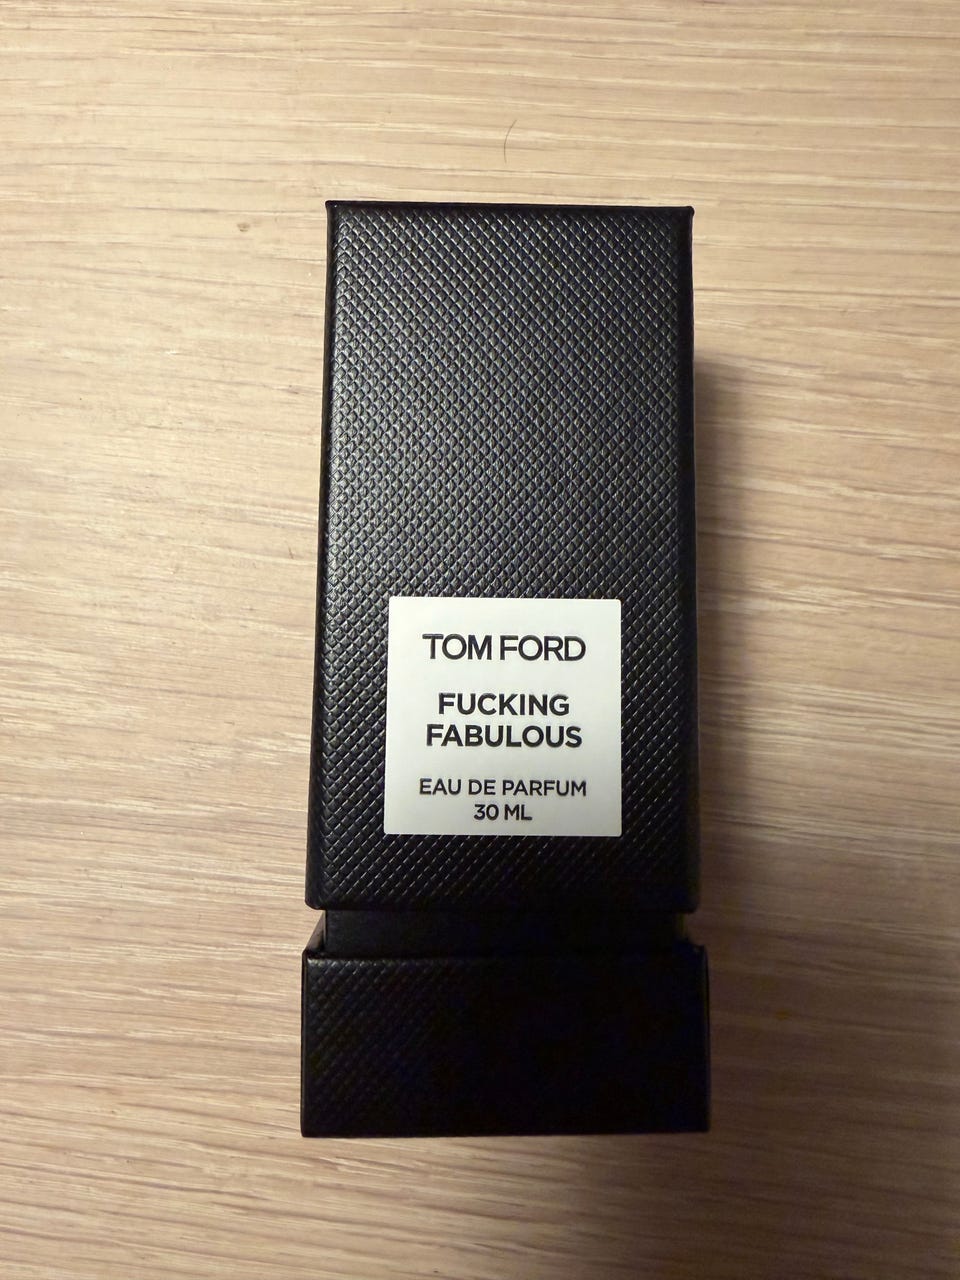 TOM FORD
FUCKING
FABULOUS
EAU DE PARFUM
30 ML